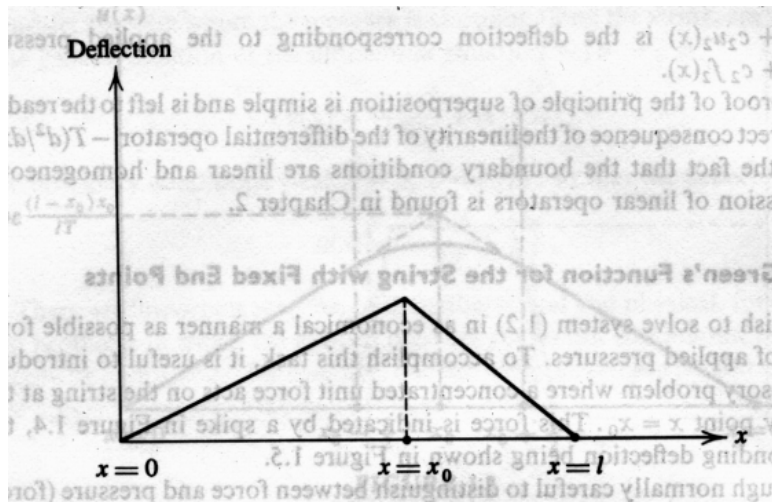 Deflection
+ c₂u₂(x) is the deflection corresponding to the applied pressu
+ c₂ f₂(x).
roof of the principle of superposition is simple and is left to the read
ect consequence of the linearity of the differential operator − T(d²/d
the fact that the boundary conditions are linear and homogeneo
ssion of linear operators is found in Chapter 2.
Green's Function for the String with Fixed End Points
ish to solve system (1.2) in as economical a manner as possible fo
of applied pressures. To accomplish this task, it is useful to introdu
sory problem where a concentrated unit force acts on the string at t
y point x = x₀. This force is indicated by a spike in Figure 1.4, t
onding deflection being shown in Figure 1.5.
ugh normally careful to distinguish between force and pressure (for
x
x = 0
x = x₀
x = l